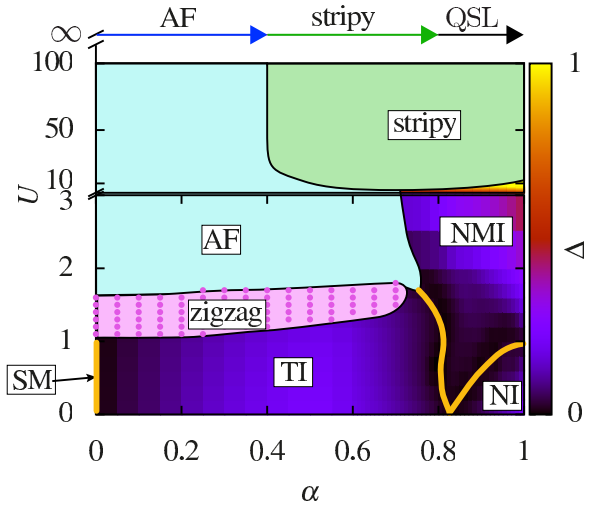 AF stripy QSL
∞
100 1
50 stripy
10
U
3
AF NMI Δ
2
zigzag
1
SM TI NI
0 0
0 0.2 0.4 0.6 0.8 1
α